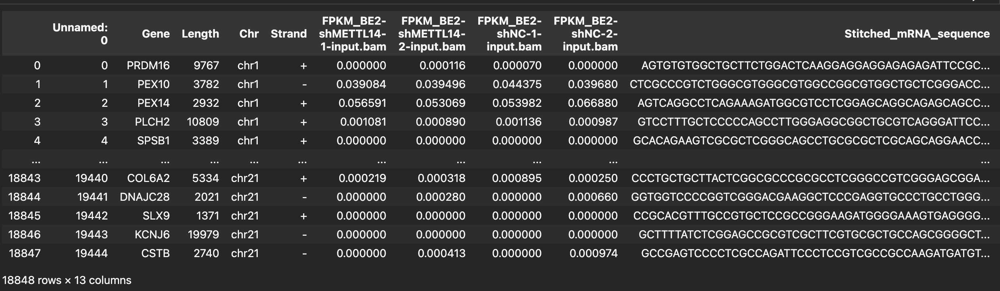 Unnamed: 0 Gene Length Chr Strand FPKM_BE2-shMETTL14-1-input.bam FPKM_BE2-shMETTL14-2-input.bam FPKM_BE2-shNC-1-input.bam FPKM_BE2-shNC-2-input.bam Stitched_mRNA_sequence
0 0 PRDM16 9767 chr1 + 0.000000 0.000116 0.000070 0.000000 AGTGTGTGGCTGCTTCTGGACTCAAGGAGGAGGAGAGAGATTCCGC...
1 1 PEX10 3782 chr1 - 0.039084 0.039496 0.044375 0.039680 CTCGCCCGTCTGGGCGTGGGCGTGGCCGGCGTGGCTGCTCGGGACC...
2 2 PEX14 2932 chr1 + 0.056591 0.053069 0.053982 0.066880 AGTCAGGCCTCAGAAAGATGGCGTCCTCGGAGCAGGCAGAGCAGCC...
3 3 PLCH2 10809 chr1 + 0.001081 0.000890 0.001136 0.000987 GTCCTTTGCTCCCCCAGCCTTGGGAGGCGGCTGCGTCAGGGATTCC...
4 4 SPSB1 3389 chr1 + 0.000000 0.000000 0.000000 0.000000 GCACAGAAGTCGCGCTCGGGCAGCCTGCGCGCTCGCAGCAGGAACC...
... ... ... ... ... ... ... ... ... ... ...
18843 19440 COL6A2 5334 chr21 + 0.000219 0.000318 0.000895 0.000250 CCCTGCTGCTTACTCGGCGCCCGCGCCTCGGGCCGTCGGGAGCGGA...
18844 19441 DNAJC28 2021 chr21 - 0.000000 0.000280 0.000000 0.000660 GGTGGTCCCCGGTCGGGACGAAGGCTCCCGAGGTGCCCTGCCTGGG...
18845 19442 SLX9 1371 chr21 + 0.000000 0.000000 0.000000 0.000000 CCGCACGTTTGCCGTGCTCCGCCGGGAAGATGGGGAAAGTGAGGGG...
18846 19443 KCNJ6 19979 chr21 - 0.000000 0.000000 0.000000 0.000000 GCTTTTATCTCGGAGCCGCGTCGCTTCGTGCGCTGCCAGCGGGGCT...
18847 19444 CSTB 2740 chr21 - 0.000000 0.000413 0.000000 0.000974 GCCGAGTCCCCTCGCCAGATTCCCTCCGTCGCCGCCAAGATGATGT...
18848 rows × 13 columns